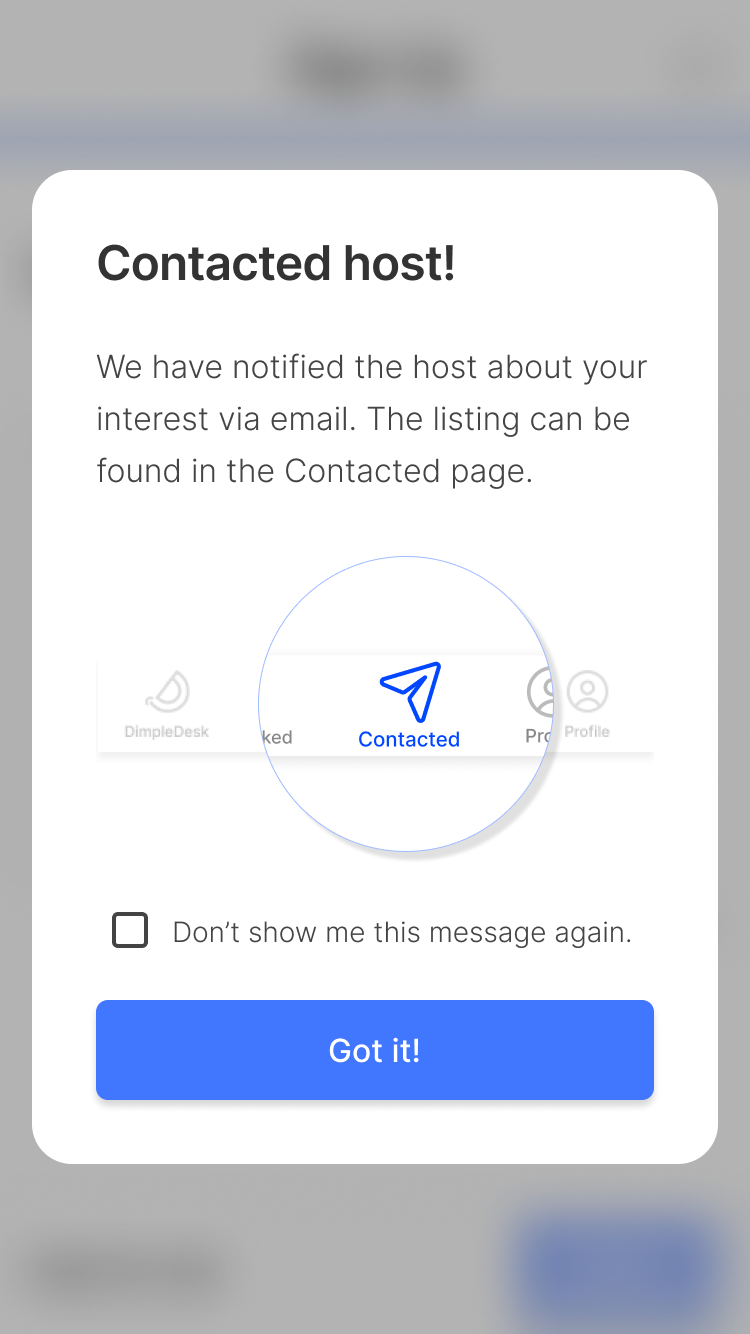 Contacted host!
We have notified the host about your
interest via email. The listing can be
found in the Contacted page.
DimpleDesk
ked
Contacted
Pro
Profile
Don’t show me this message again.
Got it!